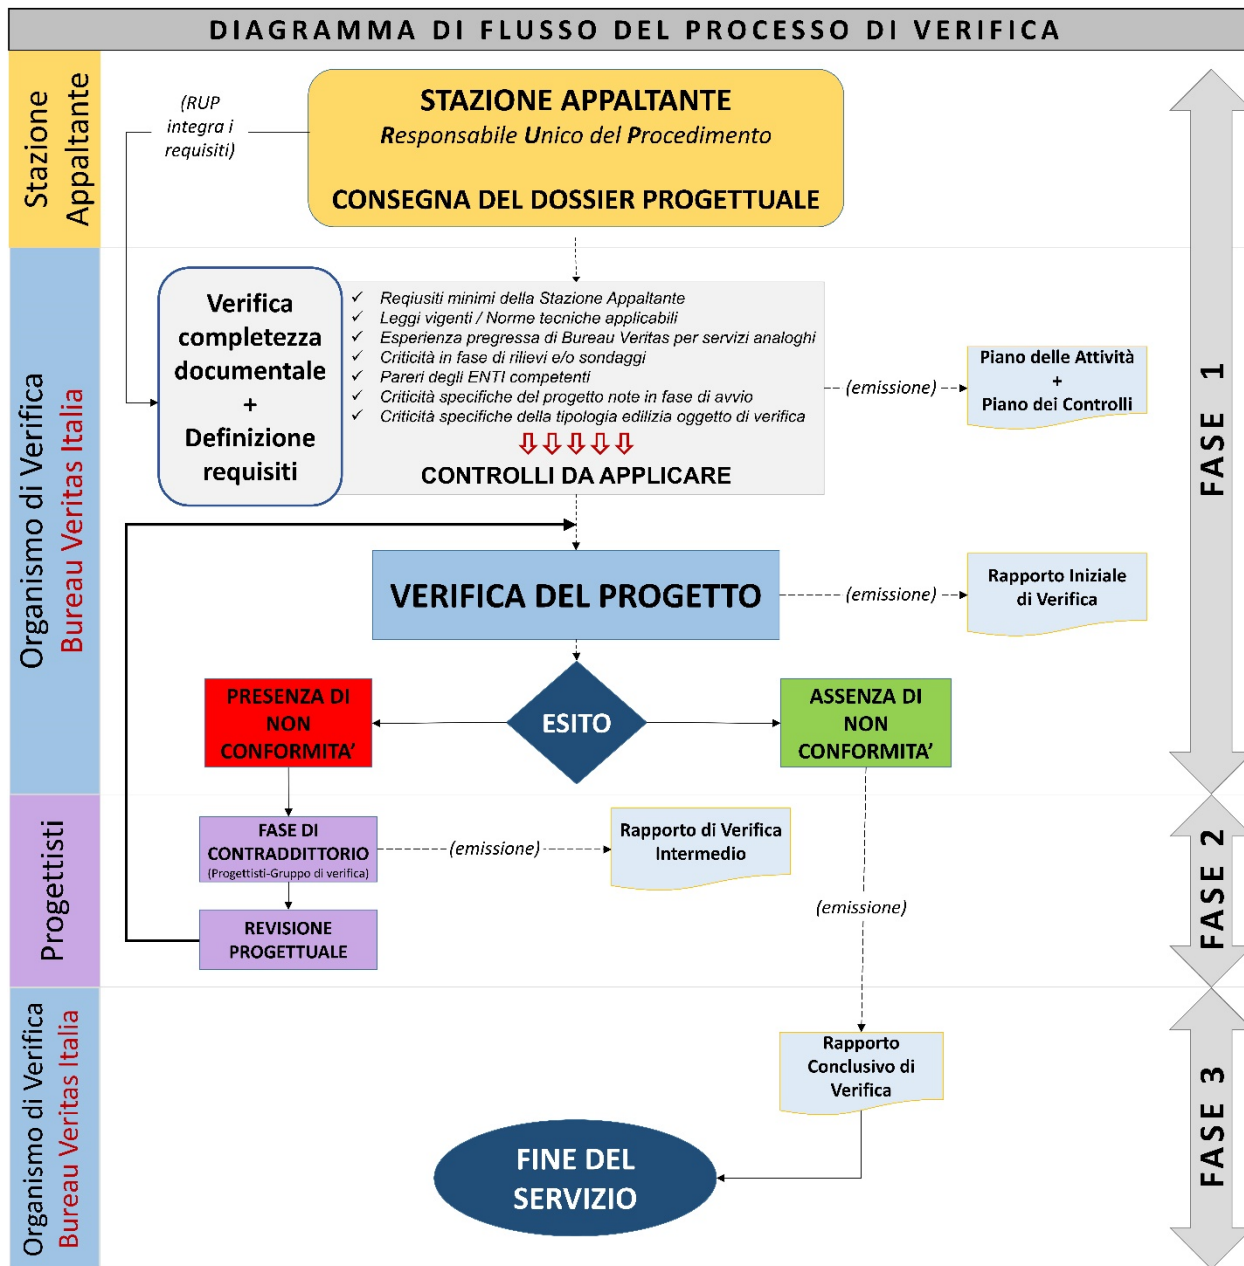 DIAGRAMMA DI FLUSSO DEL PROCESSO DI VERIFICA
Stazione
Appaltante
(RUP
integra i
requisiti)
STAZIONE APPALTANTE
Responsabile Unico del Procedimento
CONSEGNA DEL DOSSIER PROGETTUALE
FASE 1
Organismo di Verifica
Bureau Veritas Italia
Verifica
completezza
documentale
+
Definizione
requisiti
✓ Reqiusiti minimi della Stazione Appaltante
✓ Leggi vigenti / Norme tecniche applicabili
✓ Esperienza pregressa di Bureau Veritas per servizi analoghi
✓ Criticità in fase di rilievi e/o sondaggi
✓ Pareri degli ENTI competenti
✓ Criticità specifiche del progetto note in fase di avvio
✓ Criticità specifiche della tipologia edilizia oggetto di verifica
CONTROLLI DA APPLICARE
(emissione)
Piano delle Attività
+
Piano dei Controlli
VERIFICA DEL PROGETTO
(emissione)
Rapporto Iniziale
di Verifica
PRESENZA DI
NON
CONFORMITA'
ESITO
ASSENZA DI
NON
CONFORMITA'
Progettisti
FASE DI
CONTRADDITTORIO
(Progettisti-Gruppo di verifica)
(emissione)
Rapporto di Verifica
Intermedio
(emissione)
REVISIONE
PROGETTUALE
FASE 2
Organismo di Verifica
Bureau Veritas Italia
Rapporto
Conclusivo di
Verifica
FINE DEL
SERVIZIO
FASE 3